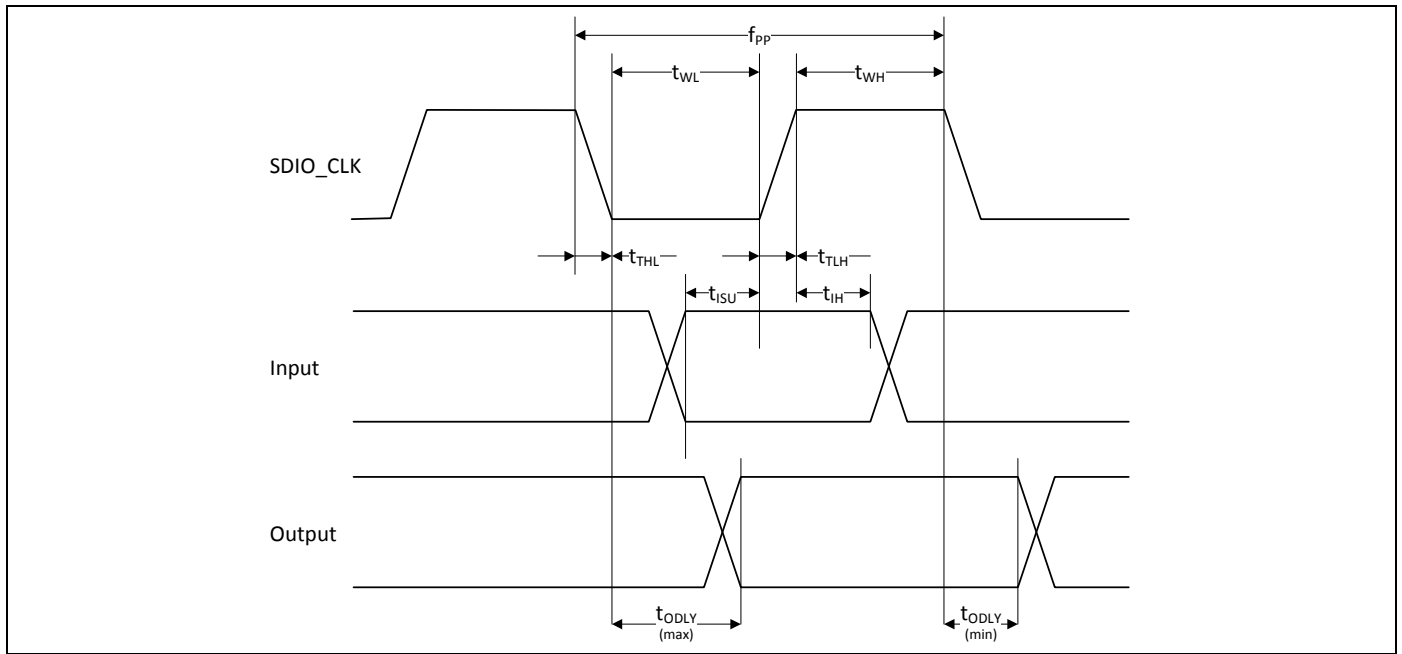 fPP
tWL
tWH
SDIO_CLK
tTHL
tTLH
tISU
tIH
Input
Output
tODLY
(max)
tODLY
(min)